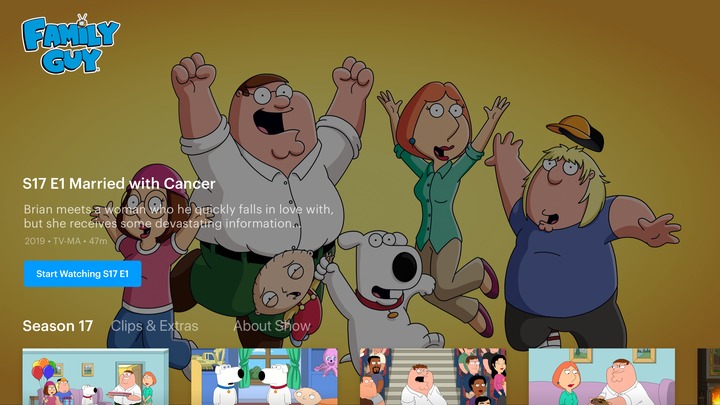 FAMILY
GUY
S17 E1 Married with Cancer
Brian meets a woman who he quickly falls in love with,
but she receives some devastating information...
2019 • TV-MA • 47m
Start Watching S17 E1
Season 17 Clips & Extras About Show